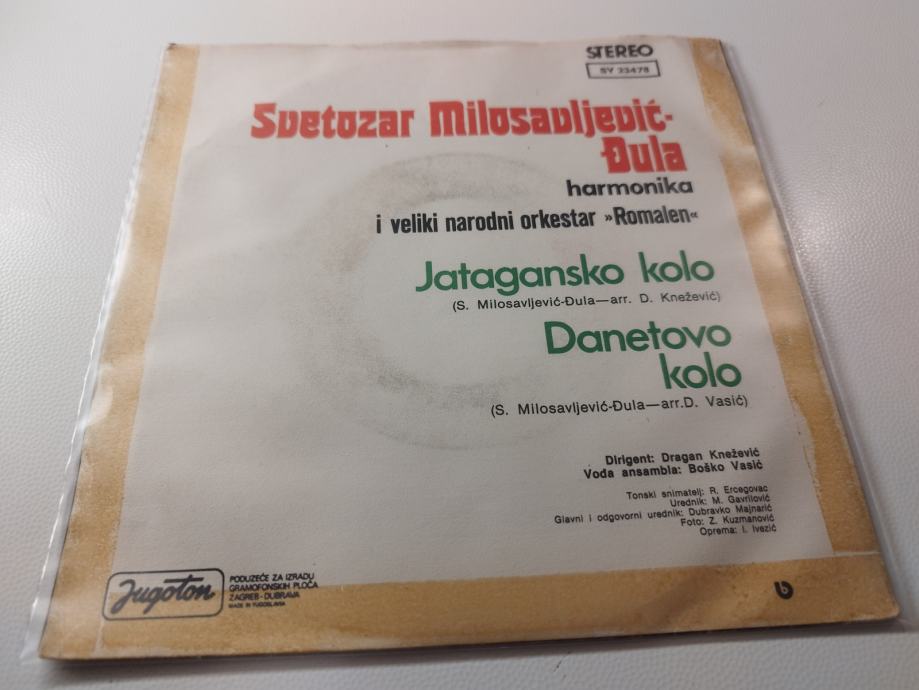 STEREO
SY 23478
Svetozar Milosavljević-
Đula
harmonika
i veliki narodni orkestar »Romalen«
Jatagansko kolo
(S. Milosavljević-Đula—arr. D. Knežević)
Danetovo
kolo
(S. Milosavljević-Đula—arr.D. Vasić)
Dirigent: Dragan Knežević
Vođa ansambla: Boško Vasić
Tonski snimatelj: R. Ercegovac
Urednik: M. Gavrilović
Glavni i odgovorni urednik: Dubravko Majnarić
Foto: Z. Kuzmanović
Oprema: I. Ivezić
Jugoton
PODUZEĆE ZA IZRADU
GRAMOFONSKIH PLOČA
ZAGREB - DUBRAVA
MADE IN YUGOSLAVIA
b